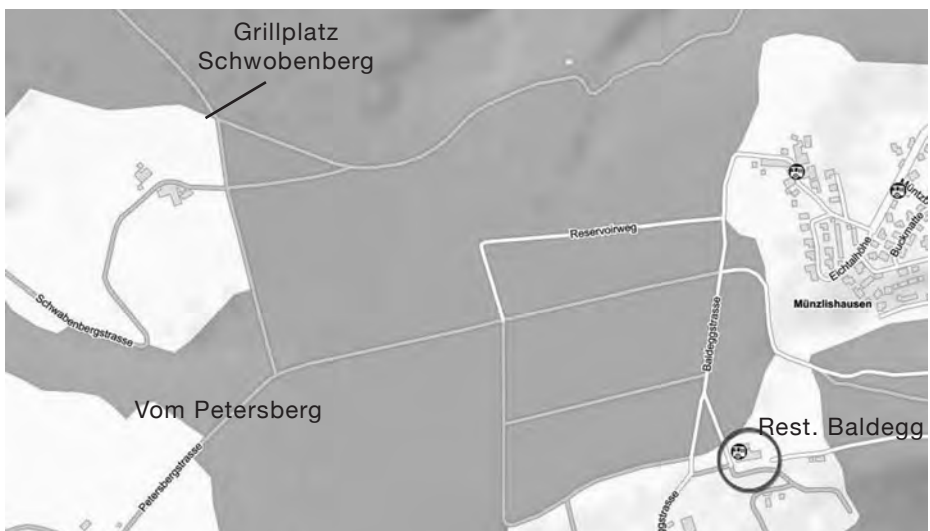 Grillplatz
Schwobenberg
Reservoirweg
Eichtalhöhe
Buckmatte
Münzlishausen
Schwabenbergstrasse
Baldeggstrasse
Vom Petersberg
Rest. Baldegg
Petersbergstrasse